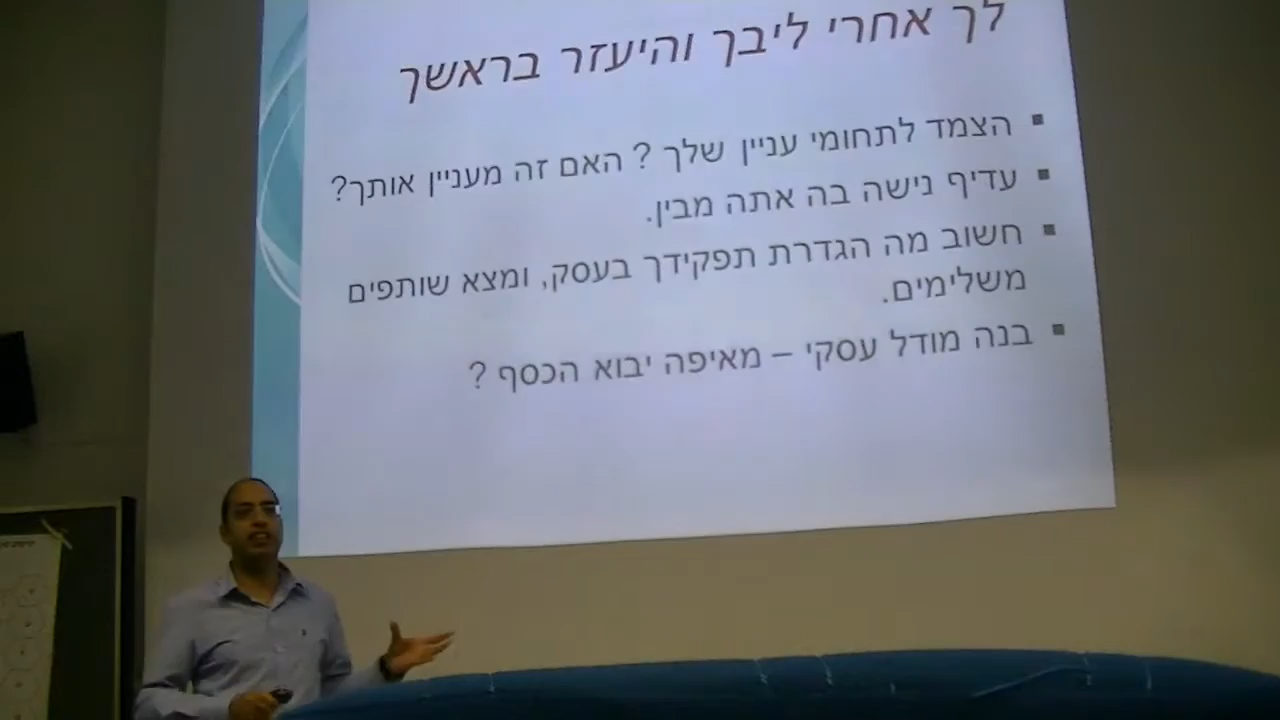 לך אחרי ליבך והיעזר בראשך
הצמד לתחומי עניין שלך ? האם זה מעניין אותך?
עדיף נישה בה אתה מבין.
חשוב מה הגדרת תפקידך בעסק, ומצא שותפים
משלימים.
בנה מודל עסקי – מאיפה יבוא הכסף ?